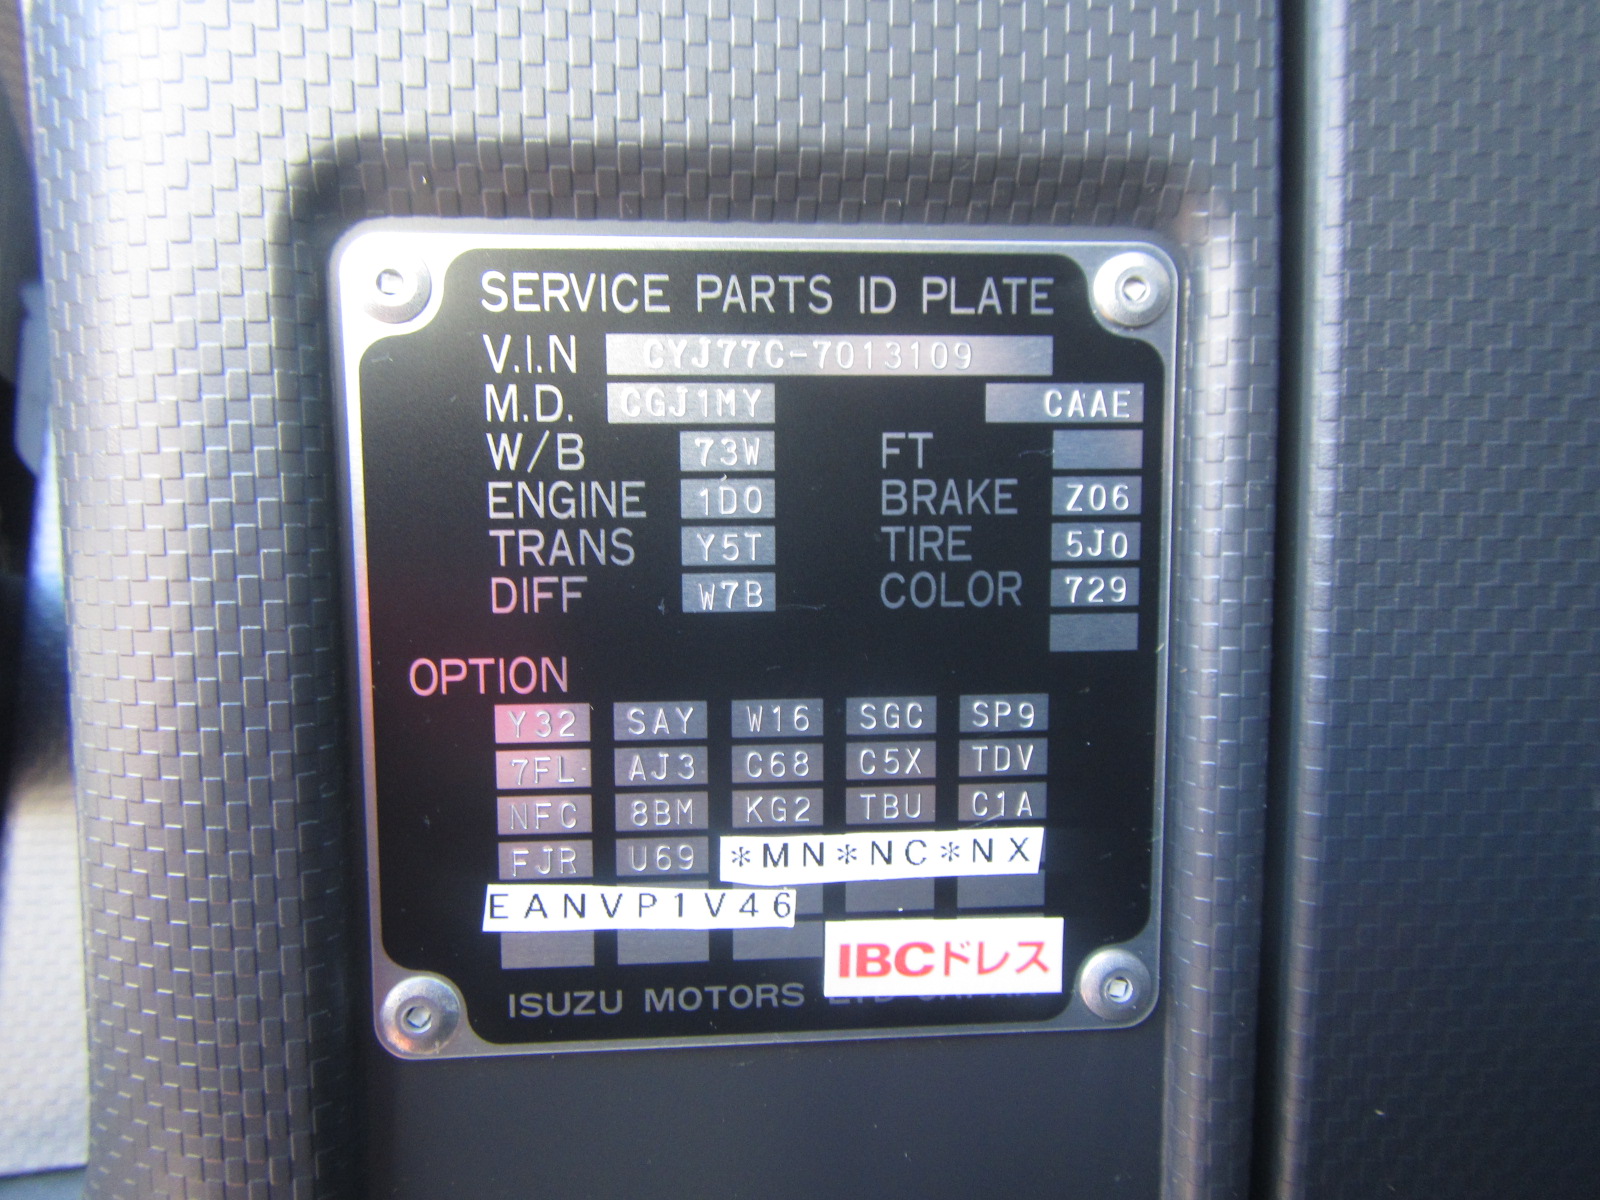 SERVICE PARTS ID PLATE
V.I.N CYJ77C-7013109
M.D. CGJ1MY CAAE
W/B 73W FT
ENGINE 1D0 BRAKE Z06
TRANS Y5T TIRE 5J0
DIFF W7B COLOR 729
OPTION
Y32 SAY W16 SGC SP9
7FL AJ3 C68 C5X TDV
NFC 8BM KG2 TBU C1A
FJR U69 *MN*NC*NX
EANVP1V46
IBCドレス
ISUZU MOTORS